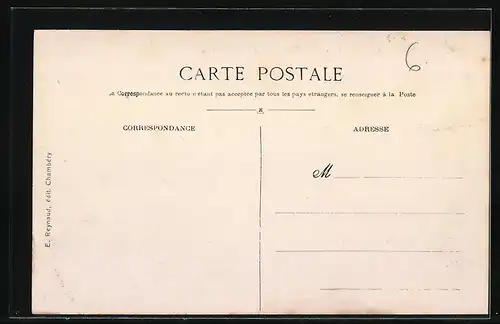 6
CARTE POSTALE
a Correspondance au recto n'étant pas acceptée par tous les pays étrangers, se renseigner à la Poste
CORRESPONDANCE
ADRESSE
M
E. Reynaud, édit. Chambéry